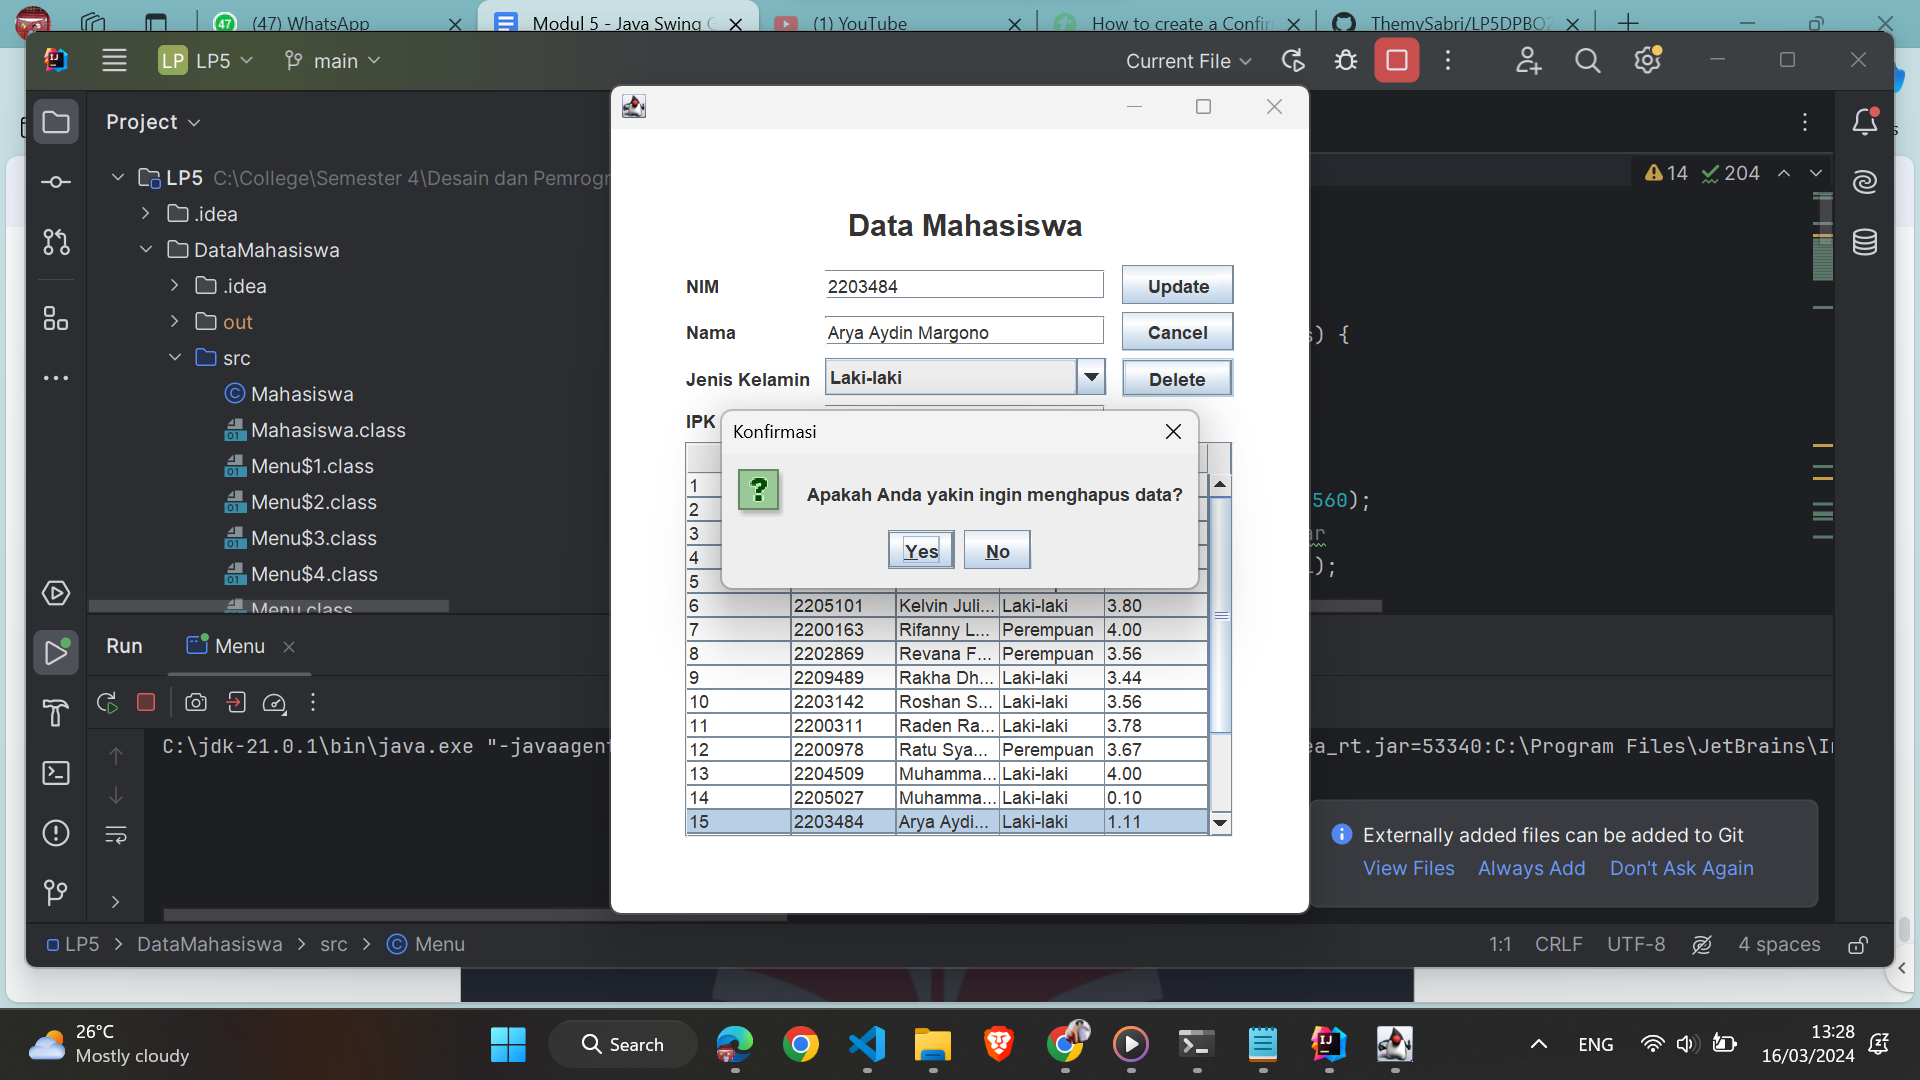 (47) WhatsApp
Modul 5 - Java Swing
(1) YouTube
How to create a Confir
ThemySabri/LP5DPBO2
LP LP5
main
Current File
Project
LP5 C:\College\Semester 4\Desain dan Pemrogr
.idea
DataMahasiswa
.idea
out
src
Mahasiswa
Mahasiswa.class
Menu$1.class
Menu$2.class
Menu$3.class
Menu$4.class
Menu.class
14 204
) {
560);
);
Data Mahasiswa
NIM 2203484 Update
Nama Arya Aydin Margono Cancel
Jenis Kelamin Laki-laki Delete
IPK
Konfirmasi
Apakah Anda yakin ingin menghapus data?
Yes No
1
2
3
4
5
6 2205101 Kelvin Juli... Laki-laki 3.80
7 2200163 Rifanny L... Perempuan 4.00
8 2202869 Revana F... Perempuan 3.56
9 2209489 Rakha Dh... Laki-laki 3.44
10 2203142 Roshan S... Laki-laki 3.56
11 2200311 Raden Ra... Laki-laki 3.78
12 2200978 Ratu Sya... Perempuan 3.67
13 2204509 Muhamma... Laki-laki 4.00
14 2205027 Muhamma... Laki-laki 0.10
15 2203484 Arya Aydi... Laki-laki 1.11
Run Menu
C:\jdk-21.0.1\bin\java.exe "-javaagent
ea_rt.jar=53340:C:\Program Files\JetBrains\I
Externally added files can be added to Git
View Files Always Add Don't Ask Again
LP5 > DataMahasiswa > src > Menu
1:1 CRLF UTF-8 4 spaces
26°C
Mostly cloudy
Search
ENG
13:28
16/03/2024